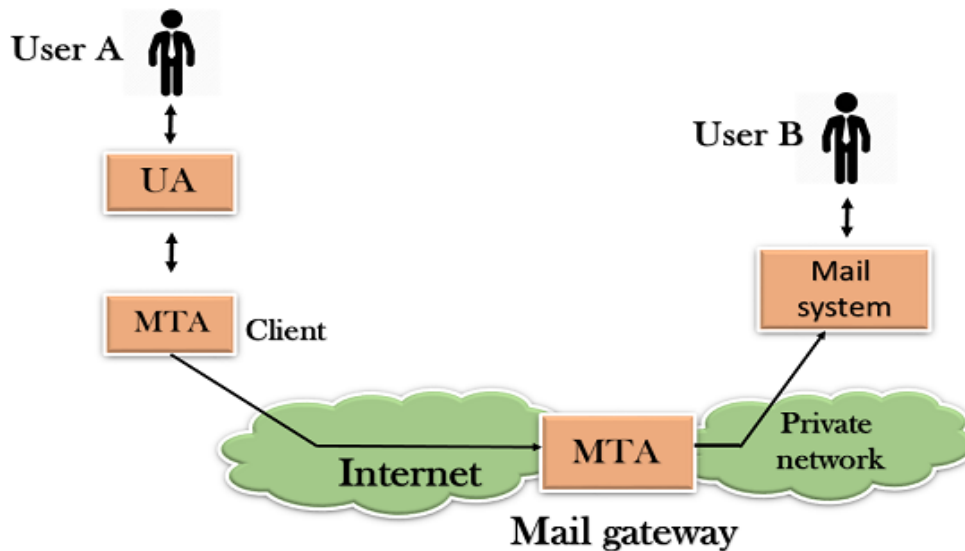 User A
UA
MTA
Client
User B
Mail
system
Internet
MTA
Private
network
Mail gateway